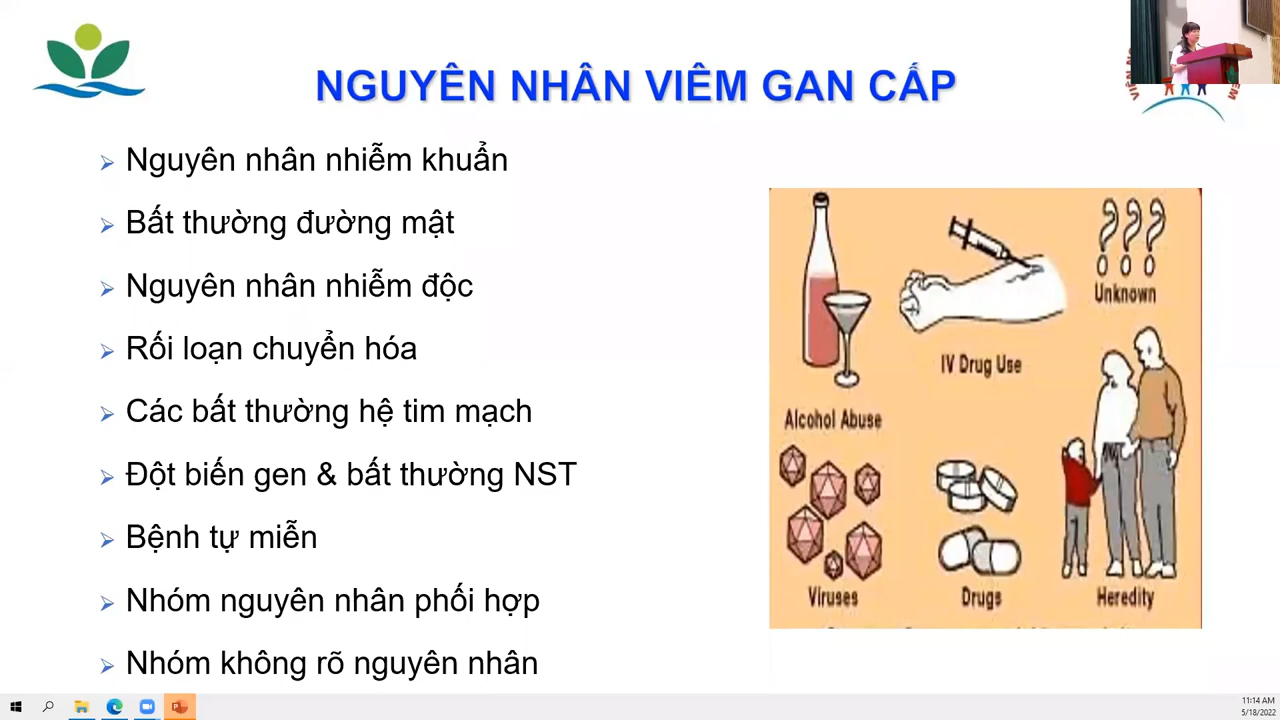 NGUYÊN NHÂN VIÊM GAN CẤP
Nguyên nhân nhiễm khuẩn
Bất thường đường mật
Nguyên nhân nhiễm độc
Rối loạn chuyển hóa
Các bất thường hệ tim mạch
Đột biến gen & bất thường NST
Bệnh tự miễn
Nhóm nguyên nhân phối hợp
Nhóm không rõ nguyên nhân
???
Unknown
IV Drug Use
Alcohol Abuse
Viruses
Drugs
Heredity
11:14 AM
5/18/2022